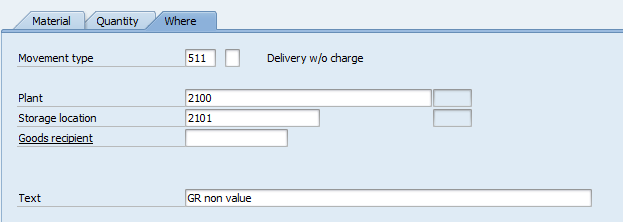 Material Quantity Where
Movement type 511 Delivery w/o charge
Plant 2100
Storage location 2101
Goods recipient
Text GR non value